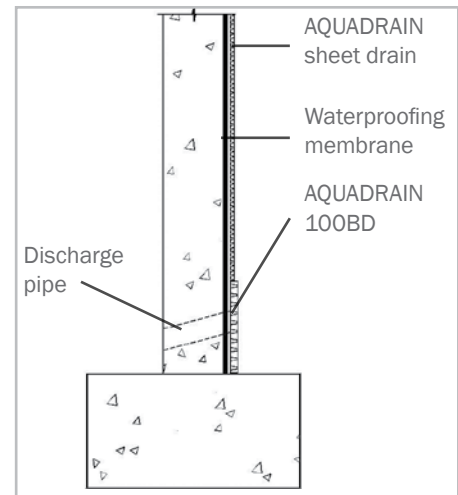 AQUADRAIN
sheet drain
Waterproofing
membrane
AQUADRAIN
100BD
Discharge
pipe